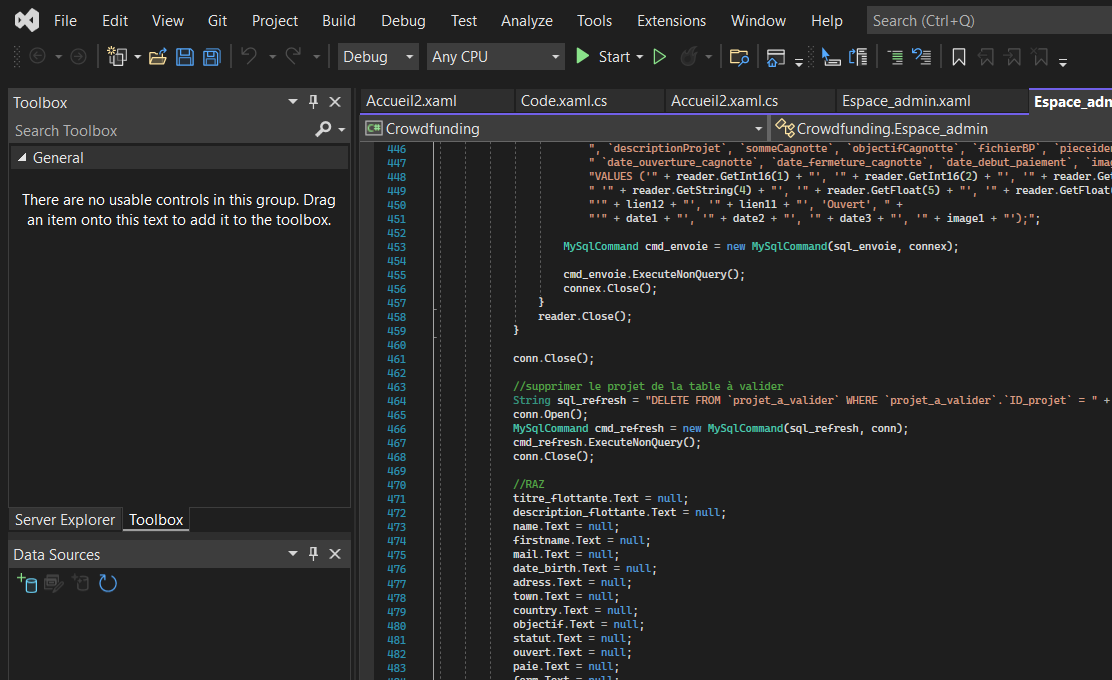 File Edit View Git Project Build Debug Test Analyze Tools Extensions Window Help Search (Ctrl+Q)
Debug Any CPU Start
Toolbox
Search Toolbox
General
There are no usable controls in this group. Drag
an item onto this text to add it to the toolbox.
Server Explorer Toolbox
Data Sources
Accueil2.xaml Code.xaml.cs Accueil2.xaml.cs Espace_admin.xaml Espace_adm
C# Crowdfunding Crowdfunding.Espace_admin
446 ", `descriptionProjet`, `sommeCagnotte`, `objectifCagnotte`, `fichierBP`, `pieceiden
447 " `date_ouverture_cagnotte`, `date_fermeture_cagnotte`, `date_debut_paiement`, `imag
448 "VALUES ('" + reader.GetInt16(1) + "', '" + reader.GetInt16(2) + "', '" + reader.Get
449 " '" + reader.GetString(4) + "', '" + reader.GetFloat(5) + "', '" + reader.GetFloat(
450 "'" + lien12 + "', '" + lien11 + "', 'Ouvert', " +
451 "'" + date1 + "', '" + date2 + "', '" + date3 + "', '" + image1 + "');";
452
453 MySqlCommand cmd_envoie = new MySqlCommand(sql_envoie, connex);
454
455 cmd_envoie.ExecuteNonQuery();
456 connex.Close();
457 }
458 reader.Close();
459 }
460
461 conn.Close();
462
463 //supprimer le projet de la table à valider
464 String sql_refresh = "DELETE FROM `projet_a_valider` WHERE `projet_a_valider`.`ID_projet` = " +
465 conn.Open();
466 MySqlCommand cmd_refresh = new MySqlCommand(sql_refresh, conn);
467 cmd_refresh.ExecuteNonQuery();
468 conn.Close();
469
470 //RAZ
471 titre_flottante.Text = null;
472 description_flottante.Text = null;
473 name.Text = null;
474 firstname.Text = null;
475 mail.Text = null;
476 date_birth.Text = null;
477 adress.Text = null;
478 town.Text = null;
479 country.Text = null;
480 objectif.Text = null;
481 statut.Text = null;
482 ouvert.Text = null;
483 paie.Text = null;